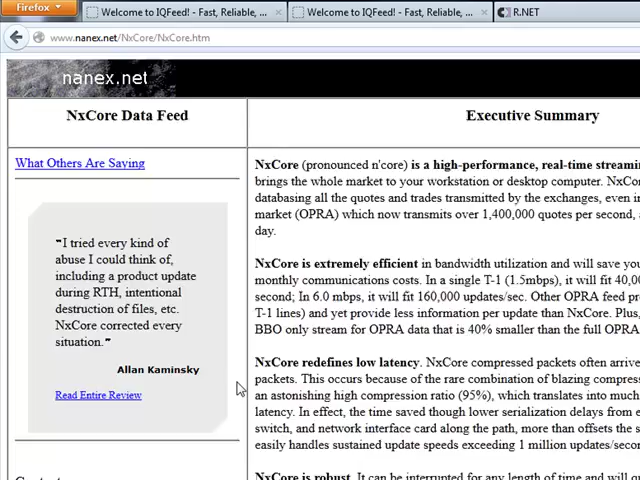 Firefox
Welcome to IQFeed! - Fast, Reliable, ...
Welcome to IQFeed! - Fast, Reliable, ...
R.NET
www.nanex.net/NxCore/NxCore.htm
nanex.net
NxCore Data Feed
Executive Summary
What Others Are Saying
"I tried every kind of
abuse I could think of,
including a product update
during RTH, intentional
destruction of files, etc.
NxCore corrected every
situation."
Allan Kaminsky
Read Entire Review
NxCore (pronounced n'core) is a high-performance, real-time
brings the whole market to your workstation or desktop computer.
databasing all the quotes and trades transmitted by the exchanges, even
market (OPRA) which now transmits over 1,400,000 quotes per second,
day.
NxCore is extremely efficient in bandwidth utilization and will save
monthly communications costs. In a single T-1 (1.5mbps), it will fit
second; In 6.0 mbps, it will fit 160,000 updates/sec. Other OPRA feed
T-1 lines) and yet provide less information per update than NxCore. Plus,
BBO only stream for OPRA data that is 40% smaller than the full
NxCore redefines low latency. NxCore compressed packets often
packets. This occurs because of the rare combination of blazing
an astonishing high compression ratio (95%), which translates into
latency. In effect, the time saved though lower serialization delays from
switch, and network interface card along the path, more than offsets the
easily handles sustained update speeds exceeding 1 million
NxCore is robust. It can be interrupted for any length of time and will